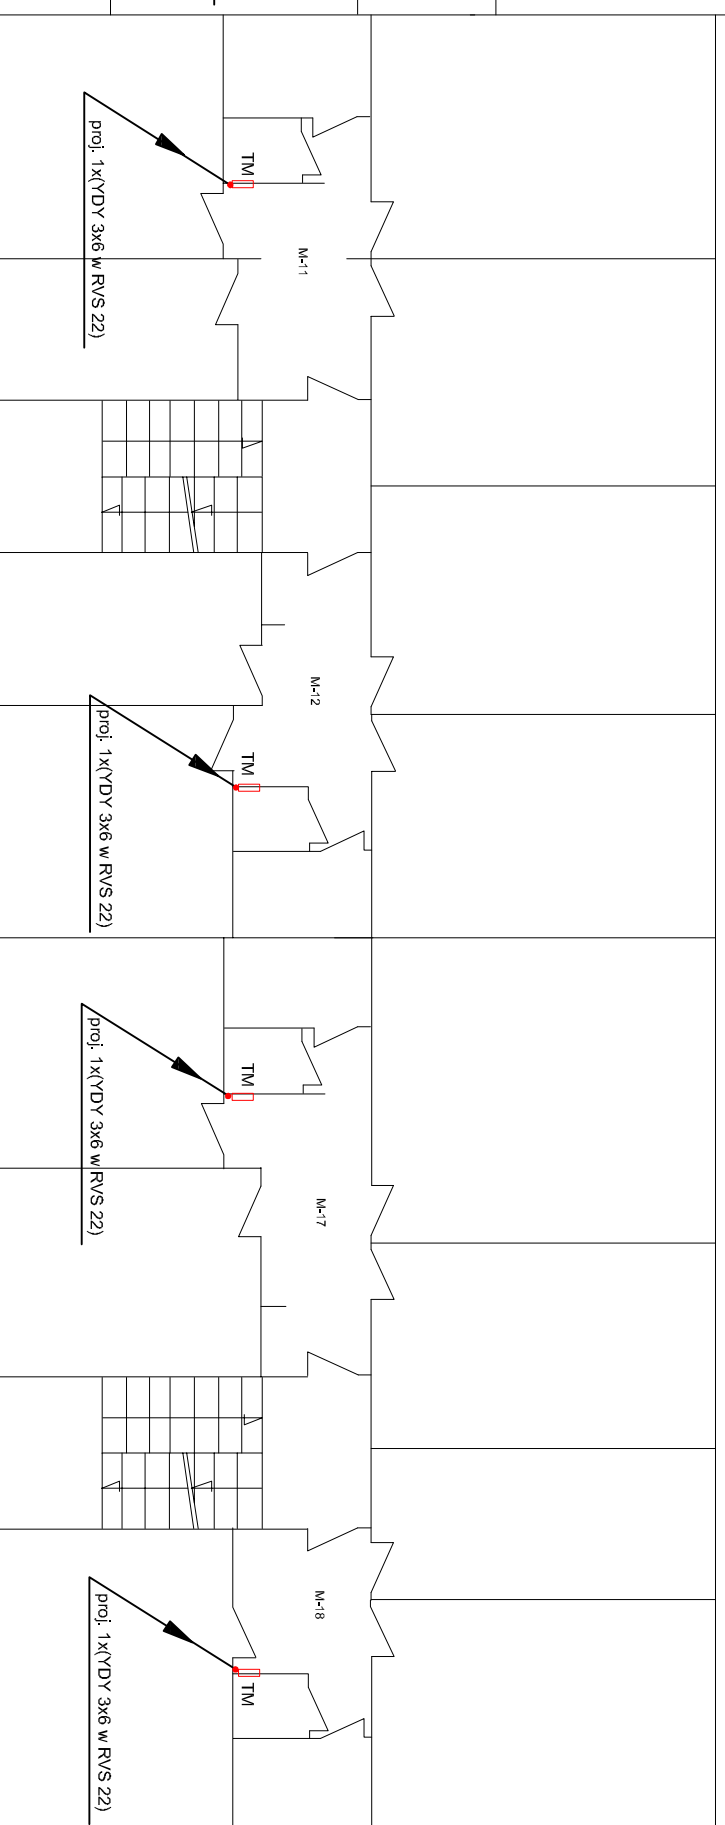 proj. 1x(YDY 3x6 w RVS 22)
TM
M-11
M-12
TM
proj. 1x(YDY 3x6 w RVS 22)
proj. 1x(YDY 3x6 w RVS 22)
TM
M-17
M-18
proj. 1x(YDY 3x6 w RVS 22)
TM